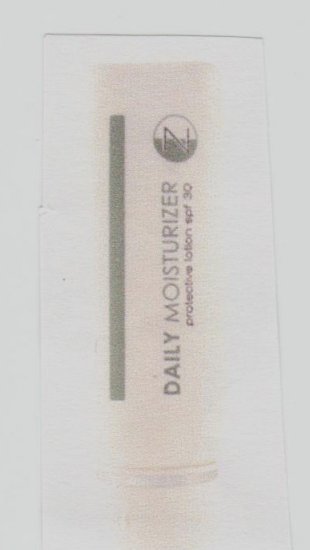 DAILY MOISTURIZER
protective lotion spf 30